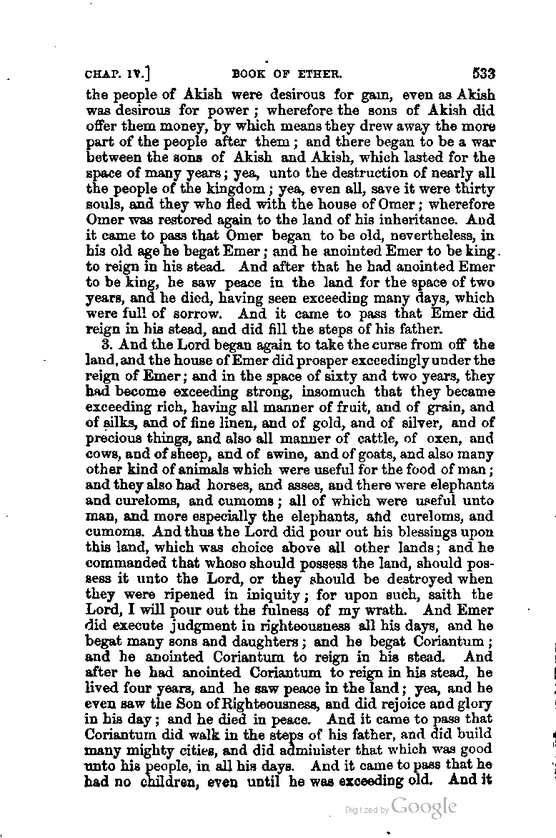 CHAP. IV.] BOOK OF ETHER. 533
the people of Akish were desirous for gain, even as Akish
was desirous for power; wherefore the sons of Akish did
offer them money, by which means they drew away the more
part of the people after them; and there began to be a war
between the sons of Akish and Akish, which lasted for the
space of many years; yea, unto the destruction of nearly all
the people of the kingdom; yea, even all, save it were thirty
souls, and they who fled with the house of Omer; wherefore
Omer was restored again to the land of his inheritance. And
it came to pass that Omer began to be old, nevertheless, in
his old age he begat Emer; and he anointed Emer to be king
to reign in his stead. And after that he had anointed Emer
to be king, he saw peace in the land for the space of two
years, and he died, having seen exceeding many days, which
were full of sorrow. And it came to pass that Emer did
reign in his stead, and did fill the steps of his father.
3. And the Lord began again to take the curse from off the
land, and the house of Emer did prosper exceedingly under the
reign of Emer; and in the space of sixty and two years, they
had become exceeding strong, insomuch that they became
exceeding rich, having all manner of fruit, and of grain, and
of silks, and of fine linen, and of gold, and of silver, and of
precious things, and also all manner of cattle, of oxen, and
cows, and of sheep, and of swine, and of goats, and also many
other kind of animals which were useful for the food of man;
and they also had horses, and asses, and there were elephants
and cureloms, and cumoms; all of which were useful unto
man, and more especially the elephants, and cureloms, and
cumoms. And thus the Lord did pour out his blessings upon
this land, which was choice above all other lands; and he
commanded that whoso should possess the land, should pos-
sess it unto the Lord, or they should be destroyed when
they were ripened in iniquity; for upon such, saith the
Lord, I will pour out the fulness of my wrath. And Emer
did execute judgment in righteousness all his days, and he
begat many sons and daughters; and he begat Coriantum;
and he anointed Coriantum to reign in his stead. And
after he had anointed Coriantum to reign in his stead, he
lived four years, and he saw peace in the land; yea, and he
even saw the Son of Righteousness, and did rejoice and glory
in his day; and he died in peace. And it came to pass that
Coriantum did walk in the steps of his father, and did build
many mighty cities, and did administer that which was good
unto his people, in all his days. And it came to pass that he
had no children, even until he was exceeding old. And it
Digitized by Google